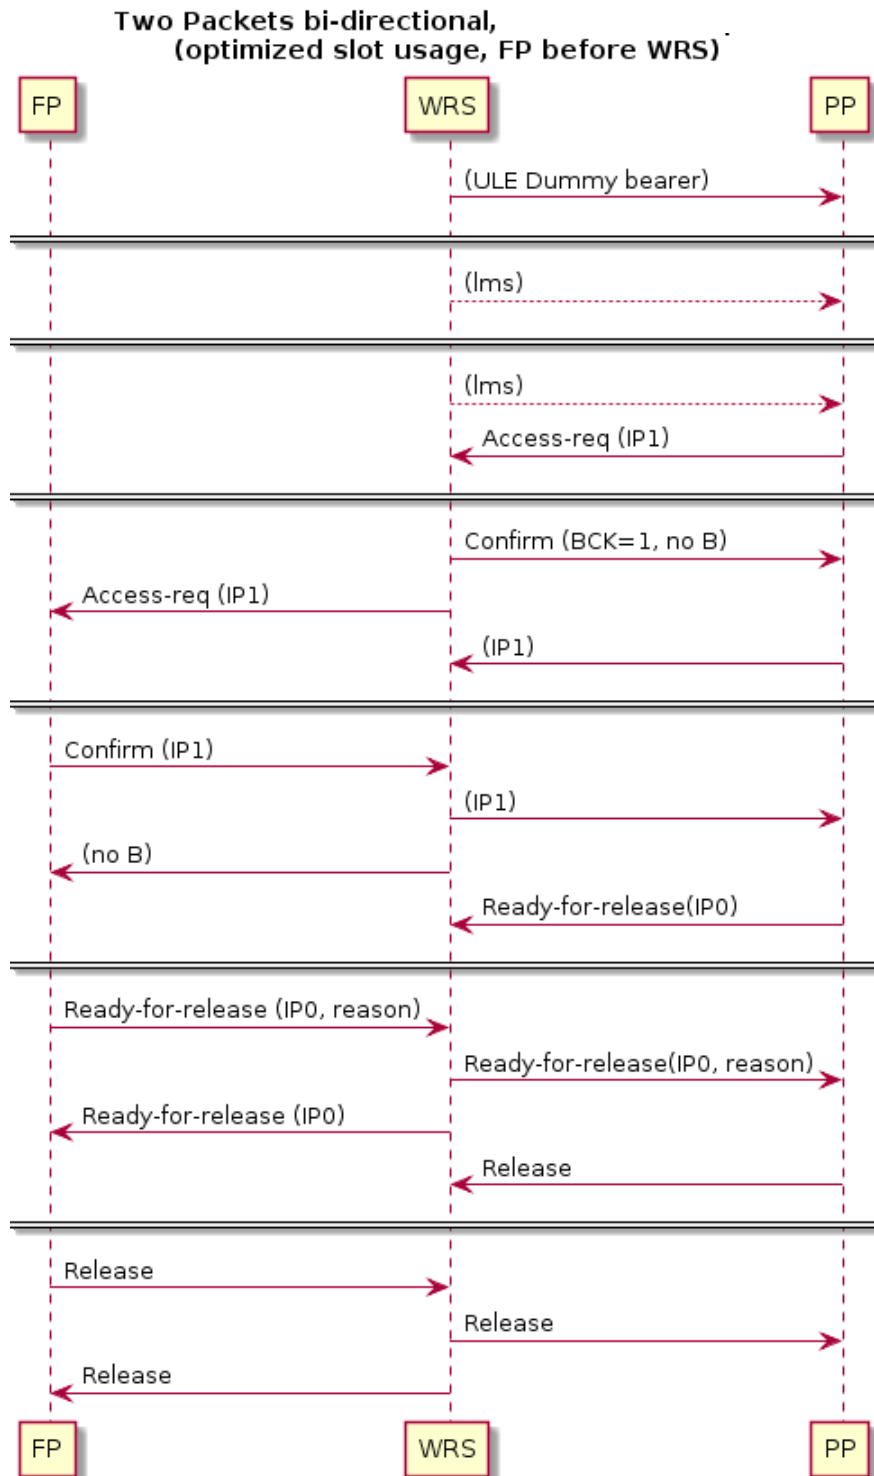 Two Packets bi-directional,
(optimized slot usage, FP before WRS)
FP WRS PP
(ULE Dummy bearer)
(lms)
(lms)
Access-req (IP1)
Confirm (BCK=1, no B)
Access-req (IP1)
(IP1)
Confirm (IP1)
(IP1)
(no B)
Ready-for-release(IP0)
Ready-for-release (IP0, reason)
Ready-for-release(IP0, reason)
Ready-for-release (IP0)
Release
Release
Release
Release
FP WRS PP